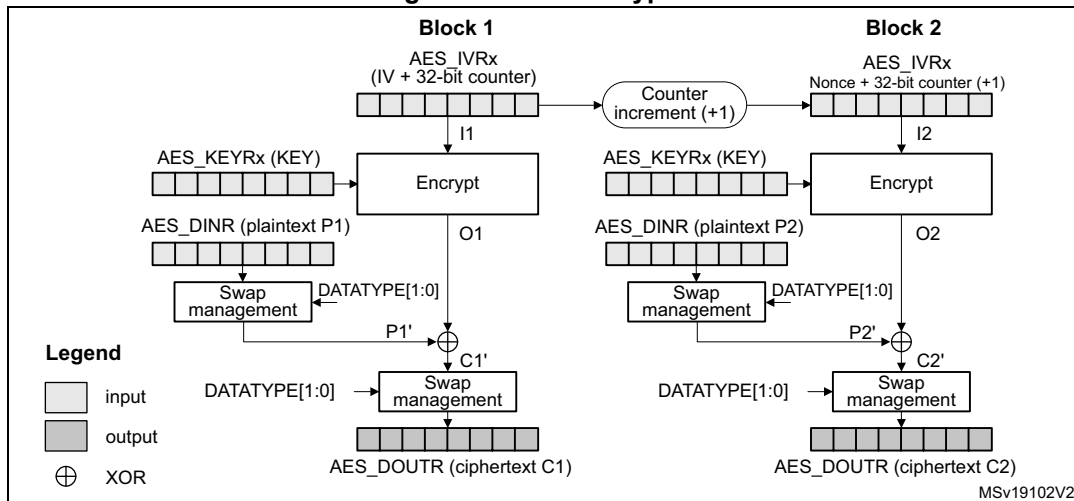 Block 1
Block 2
AES_IVRx
(IV + 32-bit counter)
AES_IVRx
Nonce + 32-bit counter (+1)
Counter
increment (+1)
I1
I2
AES_KEYRx (KEY)
Encrypt
AES_KEYRx (KEY)
Encrypt
AES_DINR (plaintext P1)
O1
AES_DINR (plaintext P2)
O2
Swap
management
DATATYPE[1:0]
Swap
management
DATATYPE[1:0]
P1'
P2'
C1'
C2'
Legend
input
output
XOR
DATATYPE[1:0]
Swap
management
DATATYPE[1:0]
Swap
management
AES_DOUTR (ciphertext C1)
AES_DOUTR (ciphertext C2)
MSv19102V2